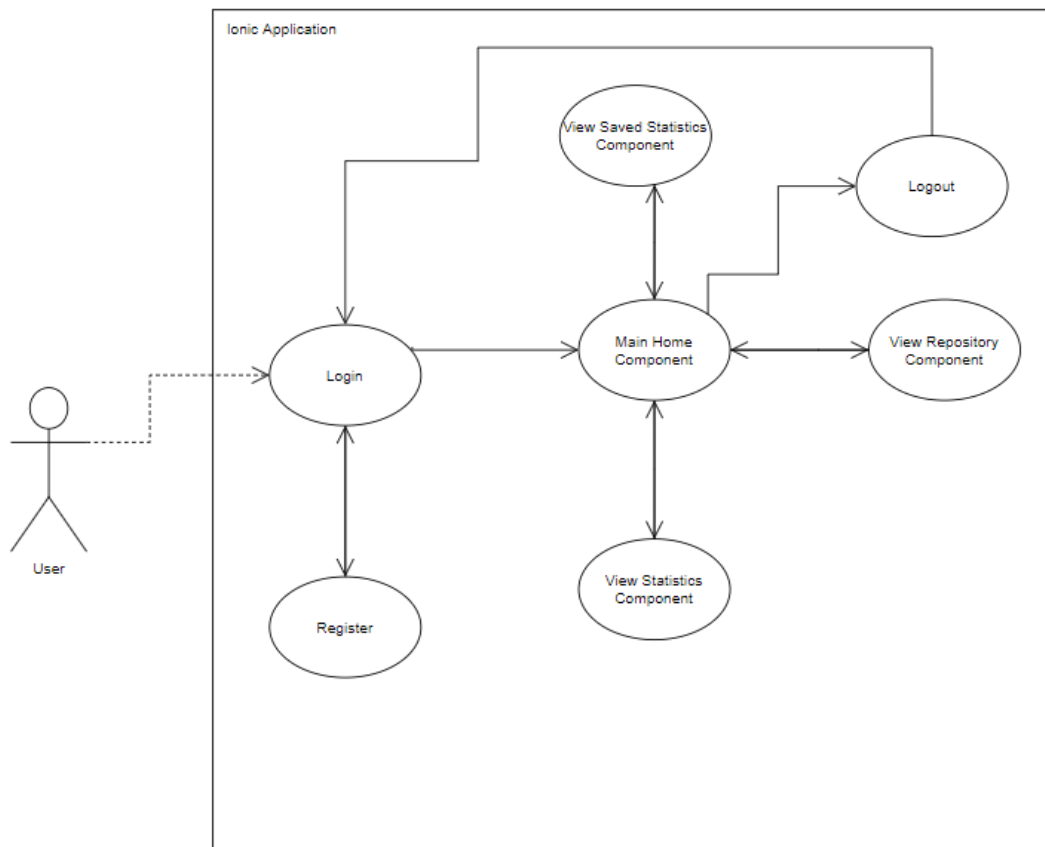 Ionic Application
View Saved Statistics
Component
Logout
Main Home
Component
View Repository
Component
Login
User
View Statistics
Component
Register